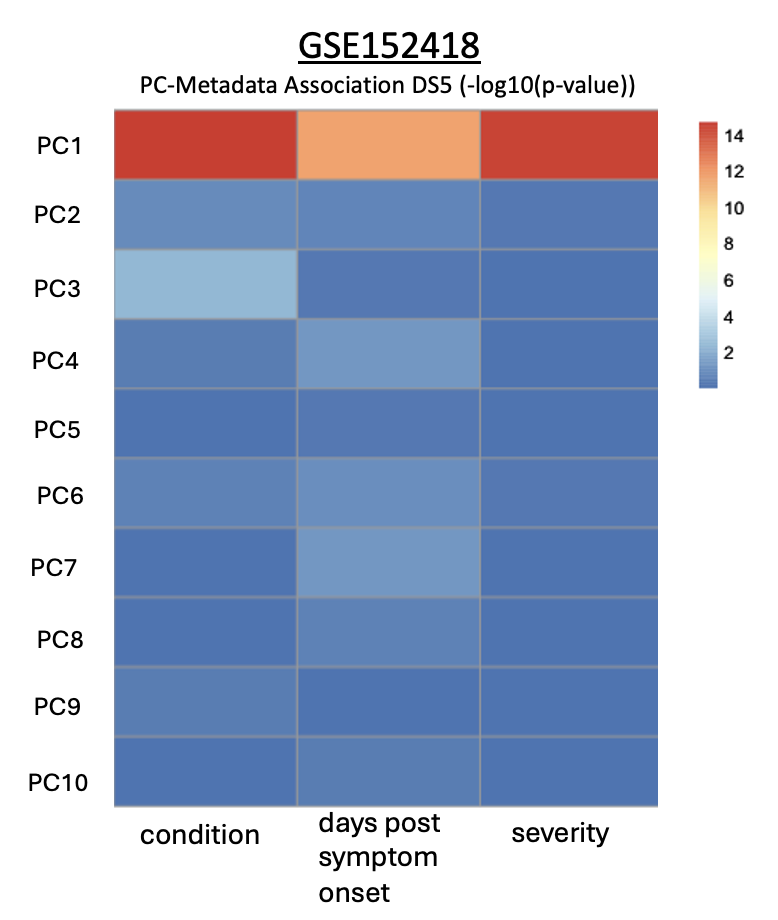 GSE152418
PC-Metadata Association DS5 (-log10(p-value))
PC1
PC2
PC3
PC4
PC5
PC6
PC7
PC8
PC9
PC10
14
12
10
8
6
4
2
condition
days post
symptom
onset
severity